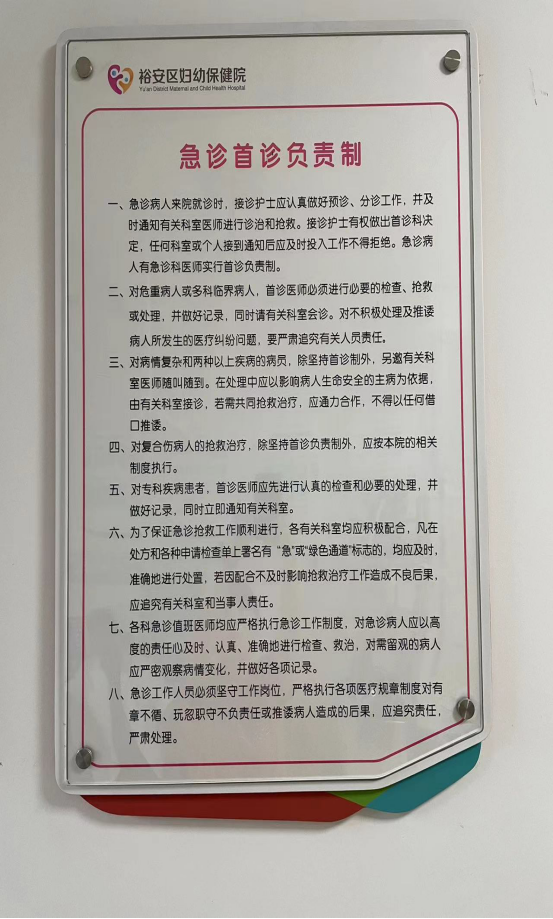 裕安区妇幼保健院
Yu'an District Maternal and Child Health Hospital
急诊首诊负责制
一、急诊病人来院就诊时，接诊护士应认真做好预诊、分诊工作，并及
时通知有关科室医师进行诊治和抢救。接诊护士有权做出首诊科决
定，任何科室或个人接到通知后应及时投入工作不得拒绝。急诊病
人有急诊科医师实行首诊负责制。
二、对危重病人或多科临界病人，首诊医师必须进行必要的检查、抢救
或处理，并做好记录，同时请有关科室会诊。对不积极处理及推诿
病人所发生的医疗纠纷问题，要严肃追究有关人员责任。
三、对病情复杂和两种以上疾病的病员，除坚持首诊制外，另邀有关科
室医师随叫随到。在处理中应以影响病人生命安全的主病为依据，
由有关科室接诊，若需共同抢救治疗，应通力合作，不得以任何借
口推诿。
四、对复合伤病人的抢救治疗，除坚持首诊负责制外，应按本院的相关
制度执行。
五、对专科疾病患者，首诊医师应先进行认真的检查和必要的处理，并
做好记录，同时立即通知有关科室。
六、为了保证急诊抢救工作顺利进行，各有关科室均应积极配合，凡在
处方和各种申请检查单上署名有“急”或“绿色通道”标志的，均应及时，
准确地进行处置，若因配合不及时影响抢救治疗工作造成不良后果，
应追究有关科室和当事人责任。
七、各科急诊值班医师均应严格执行急诊工作制度，对急诊病人应以高
度的责任心及时、认真、准确地进行检查、救治，对需留观的病人
应严密观察病情变化，并做好各项记录。
八、急诊工作人员必须坚守工作岗位，严格执行各项医疗规章制度对有
章不循、玩忽职守不负责任或推诿病人造成的后果，应追究责任，
严肃处理。